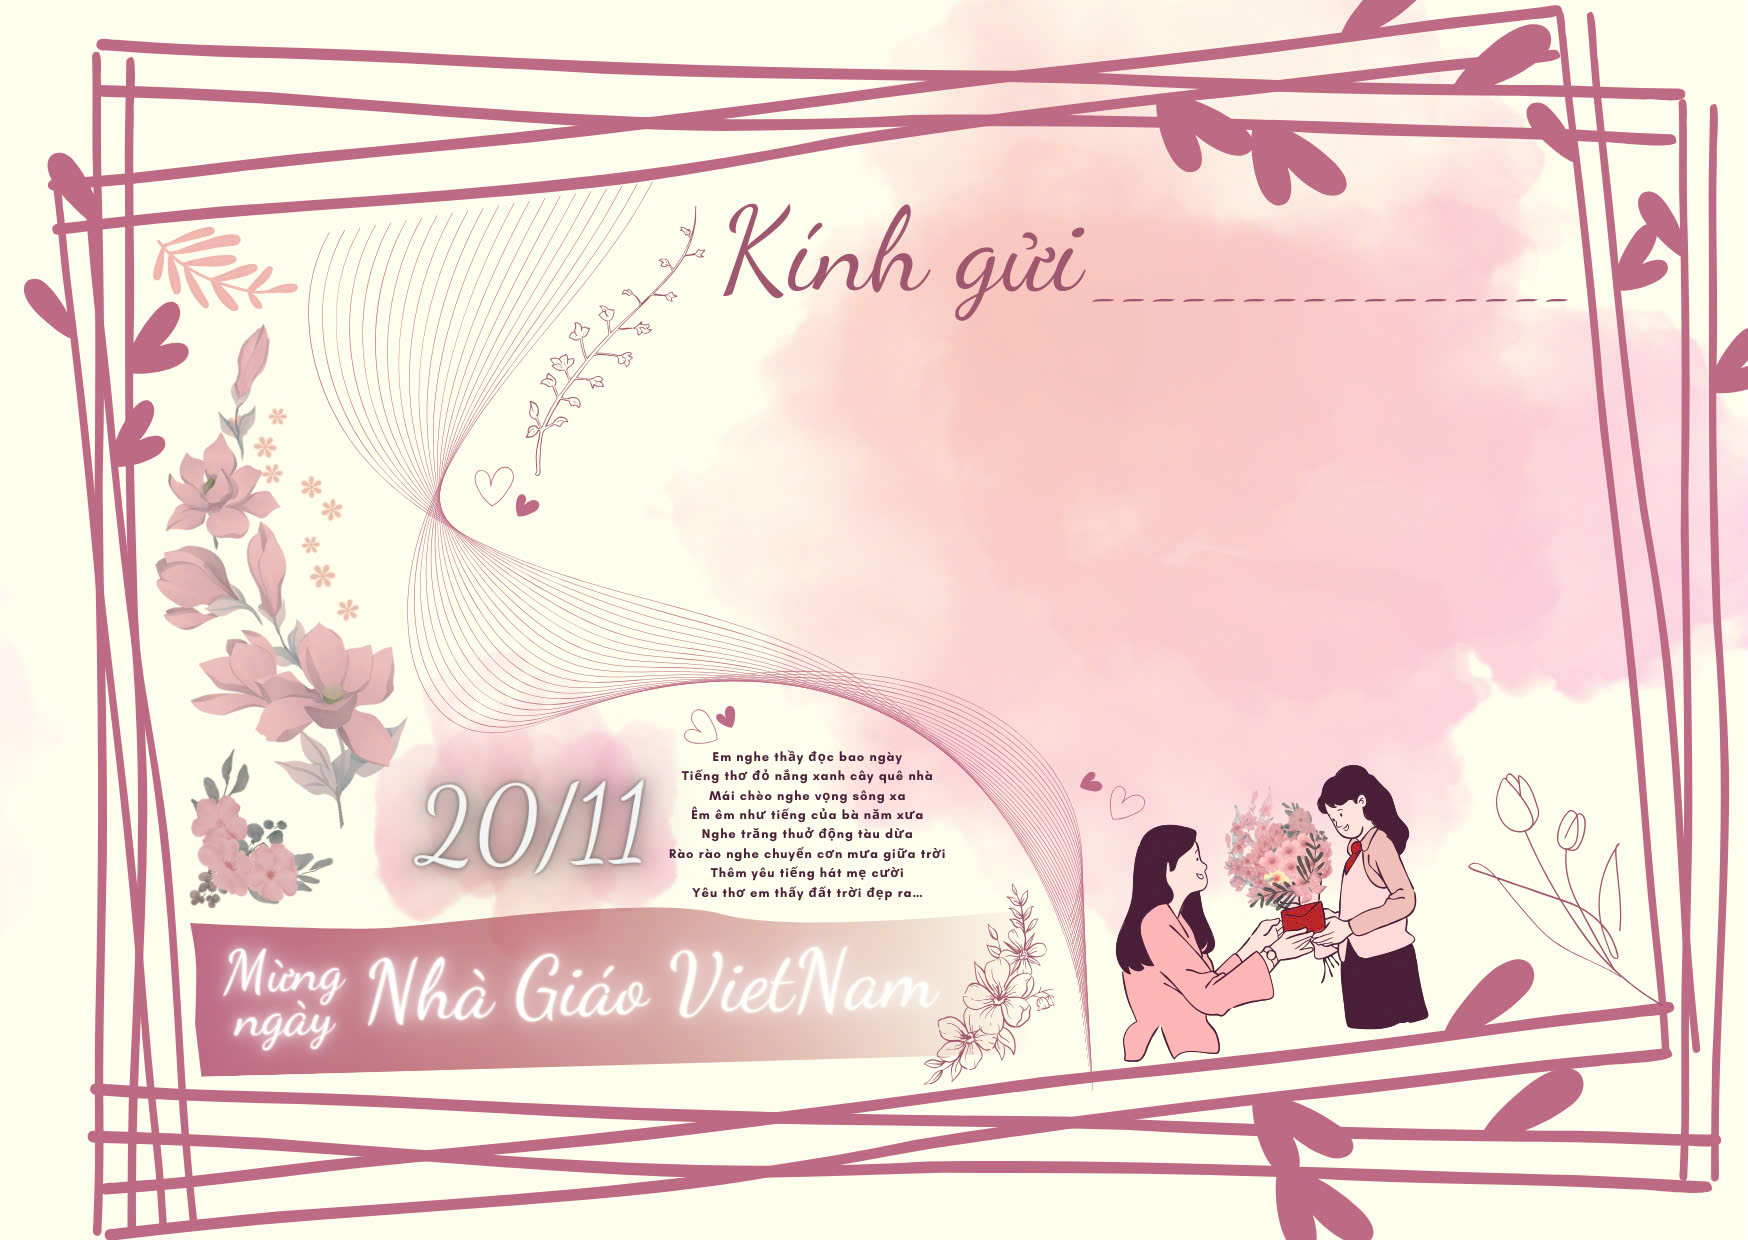 Kính gửi_________________
Em nghe thầy đọc bao ngày
Tiếng thơ đỏ nắng xanh cây quê nhà
Mái chèo nghe vọng sông xa
Êm êm như tiếng của bà năm xưa
Nghe trăng thuở động tàu dừa
Rào rào nghe chuyển cơn mưa giữa trời
Thêm yêu tiếng hát mẹ cười
Yêu thơ em thấy đất trời đẹp ra...
20/11
Mừng
ngày
Nhà Giáo VietNam